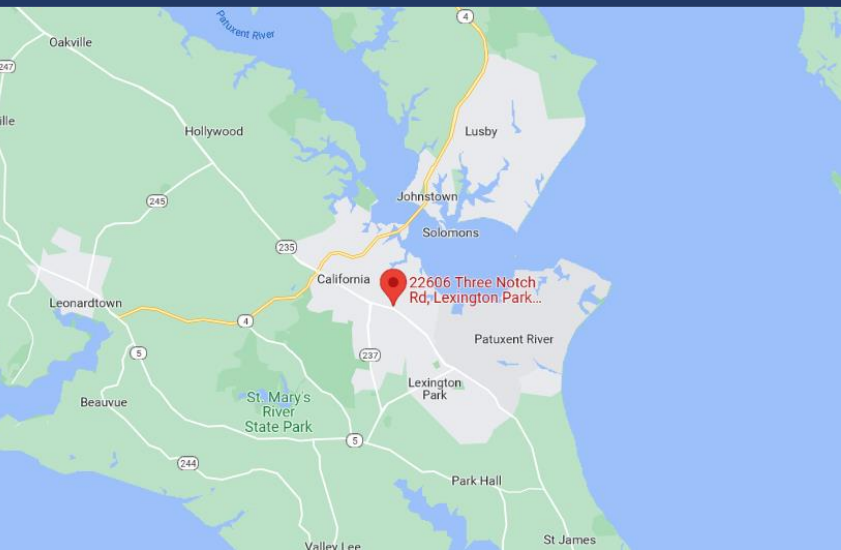 4
Patuxent River
Oakville
247
ille
Lusby
Hollywood
Johnstown
245
Solomons
235
California
22606 Three Notch
Rd, Lexington Park...
Leonardtown
4
Patuxent River
5
237
Lexington
Park
Beauvue
St. Mary's
River
State Park
5
244
Park Hall
St James
Valley Lee